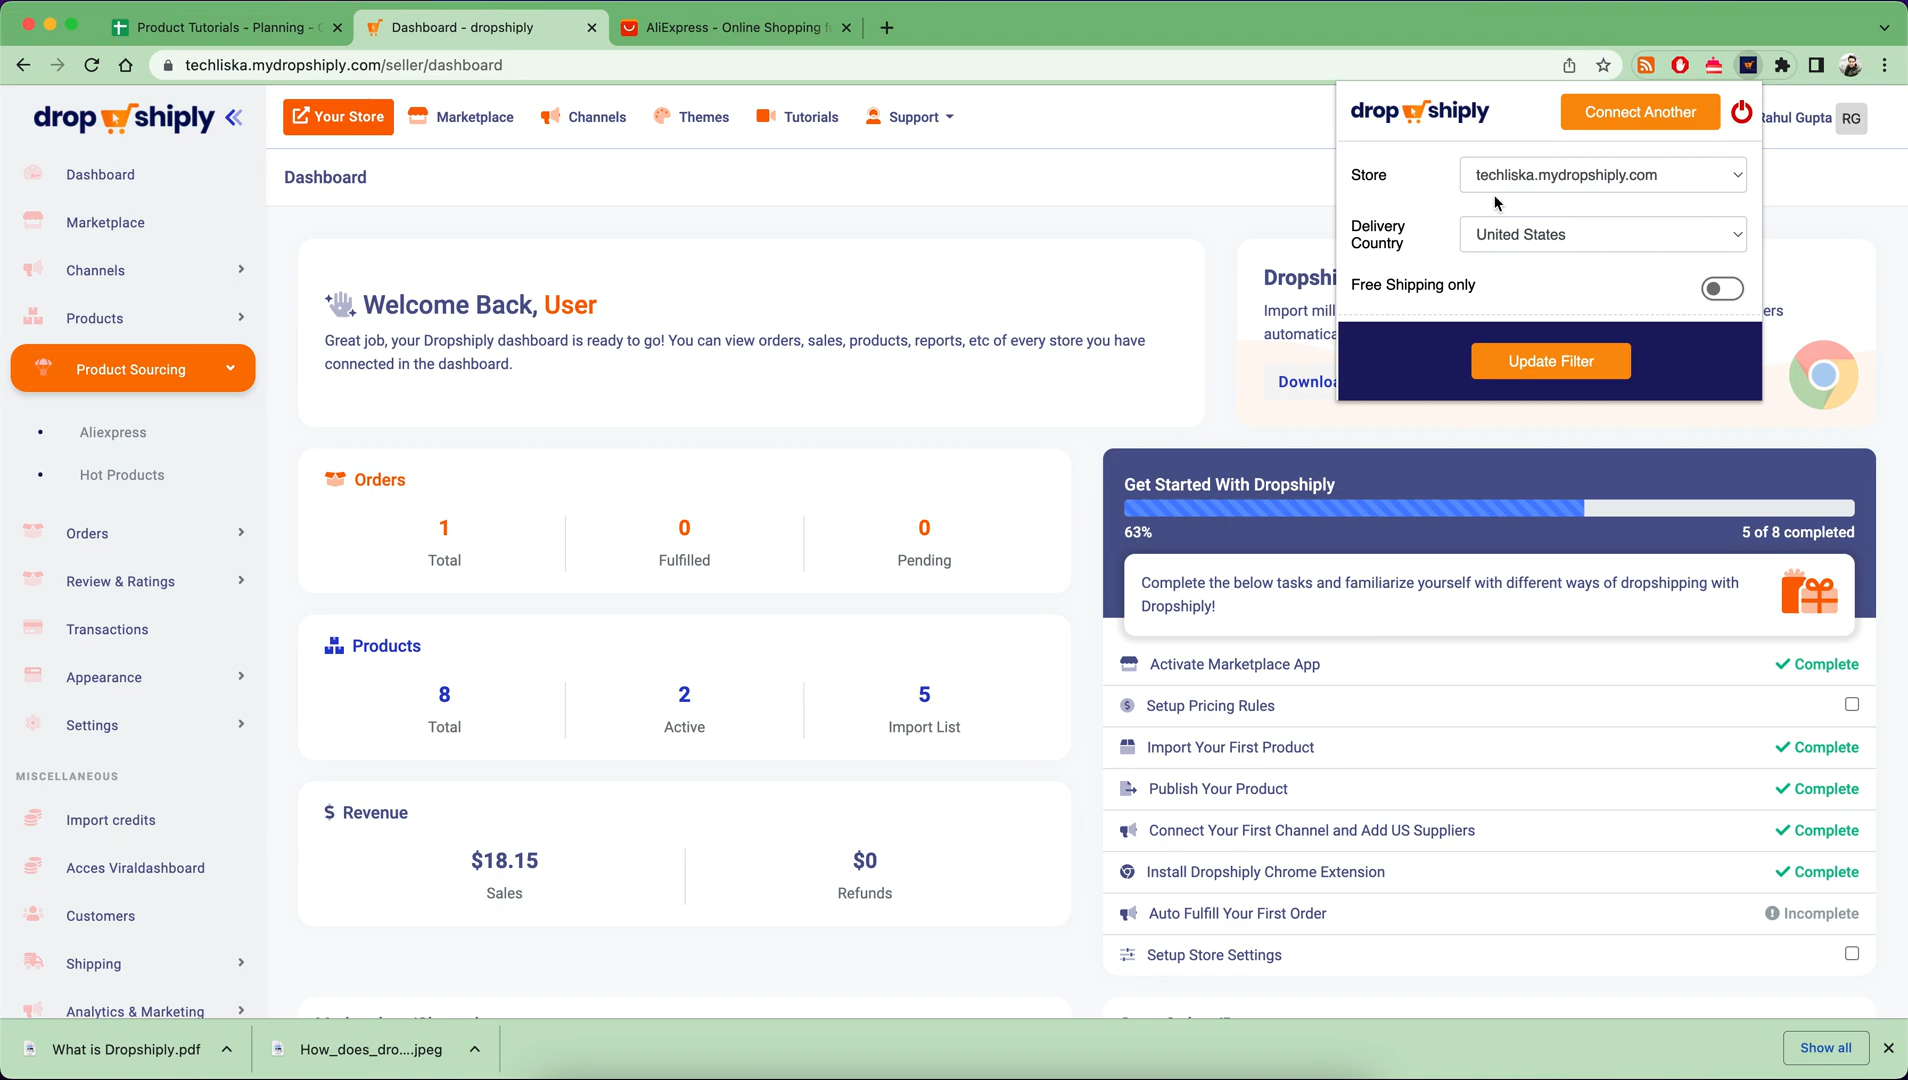 Product Tutorials - Planning -
Dashboard - dropshiply
AliExpress - Online Shopping f
techliska.mydropshiply.com/seller/dashboard
dropshiply
Your Store
Marketplace
Channels
Themes
Tutorials
Support
Rahul Gupta
RG
dropshiply
Connect Another
Store
techliska.mydropshiply.com
Delivery
Country
United States
Free Shipping only
Update Filter
Dashboard
Marketplace
Channels
Products
Product Sourcing
Aliexpress
Hot Products
Orders
Review & Ratings
Transactions
Appearance
Settings
MISCELLANEOUS
Import credits
Acces Viraldashboard
Customers
Shipping
Analytics & Marketing
Dashboard
Welcome Back, User
Great job, your Dropshiply dashboard is ready to go! You can view orders, sales, products, reports, etc of every store you have
connected in the dashboard.
Dropshi
Import mill
ers
automatica
Downloa
Orders
1
0
0
Total
Fulfilled
Pending
Products
8
2
5
Total
Active
Import List
$ Revenue
$18.15
$0
Sales
Refunds
Get Started With Dropshiply
63%
5 of 8 completed
Complete the below tasks and familiarize yourself with different ways of dropshipping with
Dropshiply!
Activate Marketplace App
Complete
Setup Pricing Rules
Import Your First Product
Complete
Publish Your Product
Complete
Connect Your First Channel and Add US Suppliers
Complete
Install Dropshiply Chrome Extension
Complete
Auto Fulfill Your First Order
Incomplete
Setup Store Settings
What is Dropshiply.pdf
How_does_dro....jpeg
Show all